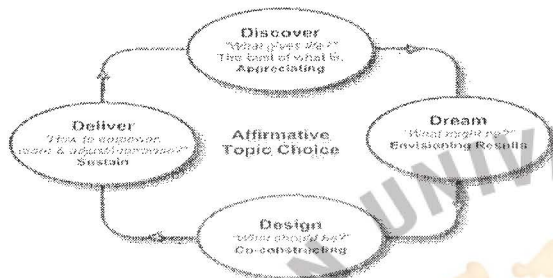 Discover
"What gives life?"
The best of what is.
Appreciating
Deliver
"How to empower,
learn & adjust/improvise?"
Sustain
Affirmative
Topic Choice
Dream
"What might be?"
Envisioning Results
Design
"What should be?"
Co-constructing
N UNIV